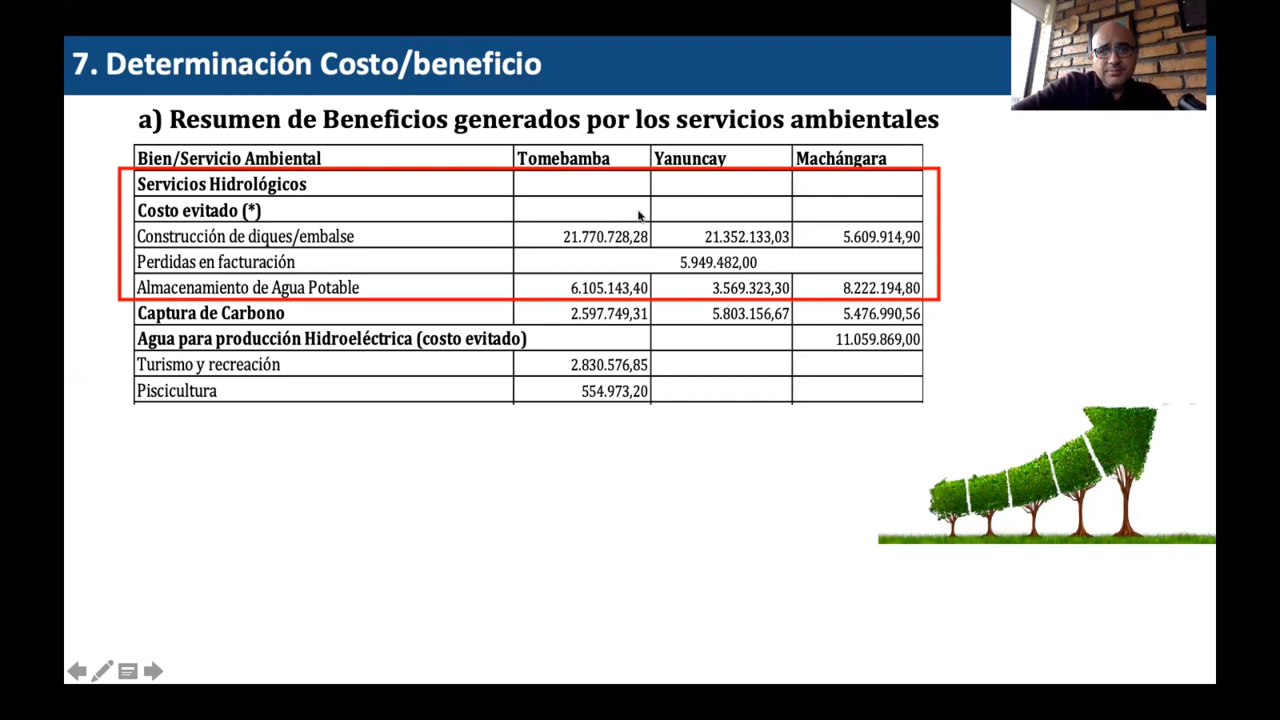 7. Determinación Costo/beneficio
a) Resumen de Beneficios generados por los servicios ambientales
Bien/Servicio Ambiental Tomebamba Yanuncay Machángara
Servicios Hidrológicos
Costo evitado (*)
Construcción de diques/embalse 21.770.728,28 21.352.133,03 5.609.914,90
Perdidas en facturación 5.949.482,00
Almacenamiento de Agua Potable 6.105.143,40 3.569.323,30 8.222.194,80
Captura de Carbono 2.597.749,31 5.803.156,67 5.476.990,56
Agua para producción Hidroeléctrica (costo evitado) 11.059.869,00
Turismo y recreación 2.830.576,85
Piscicultura 554.973,20